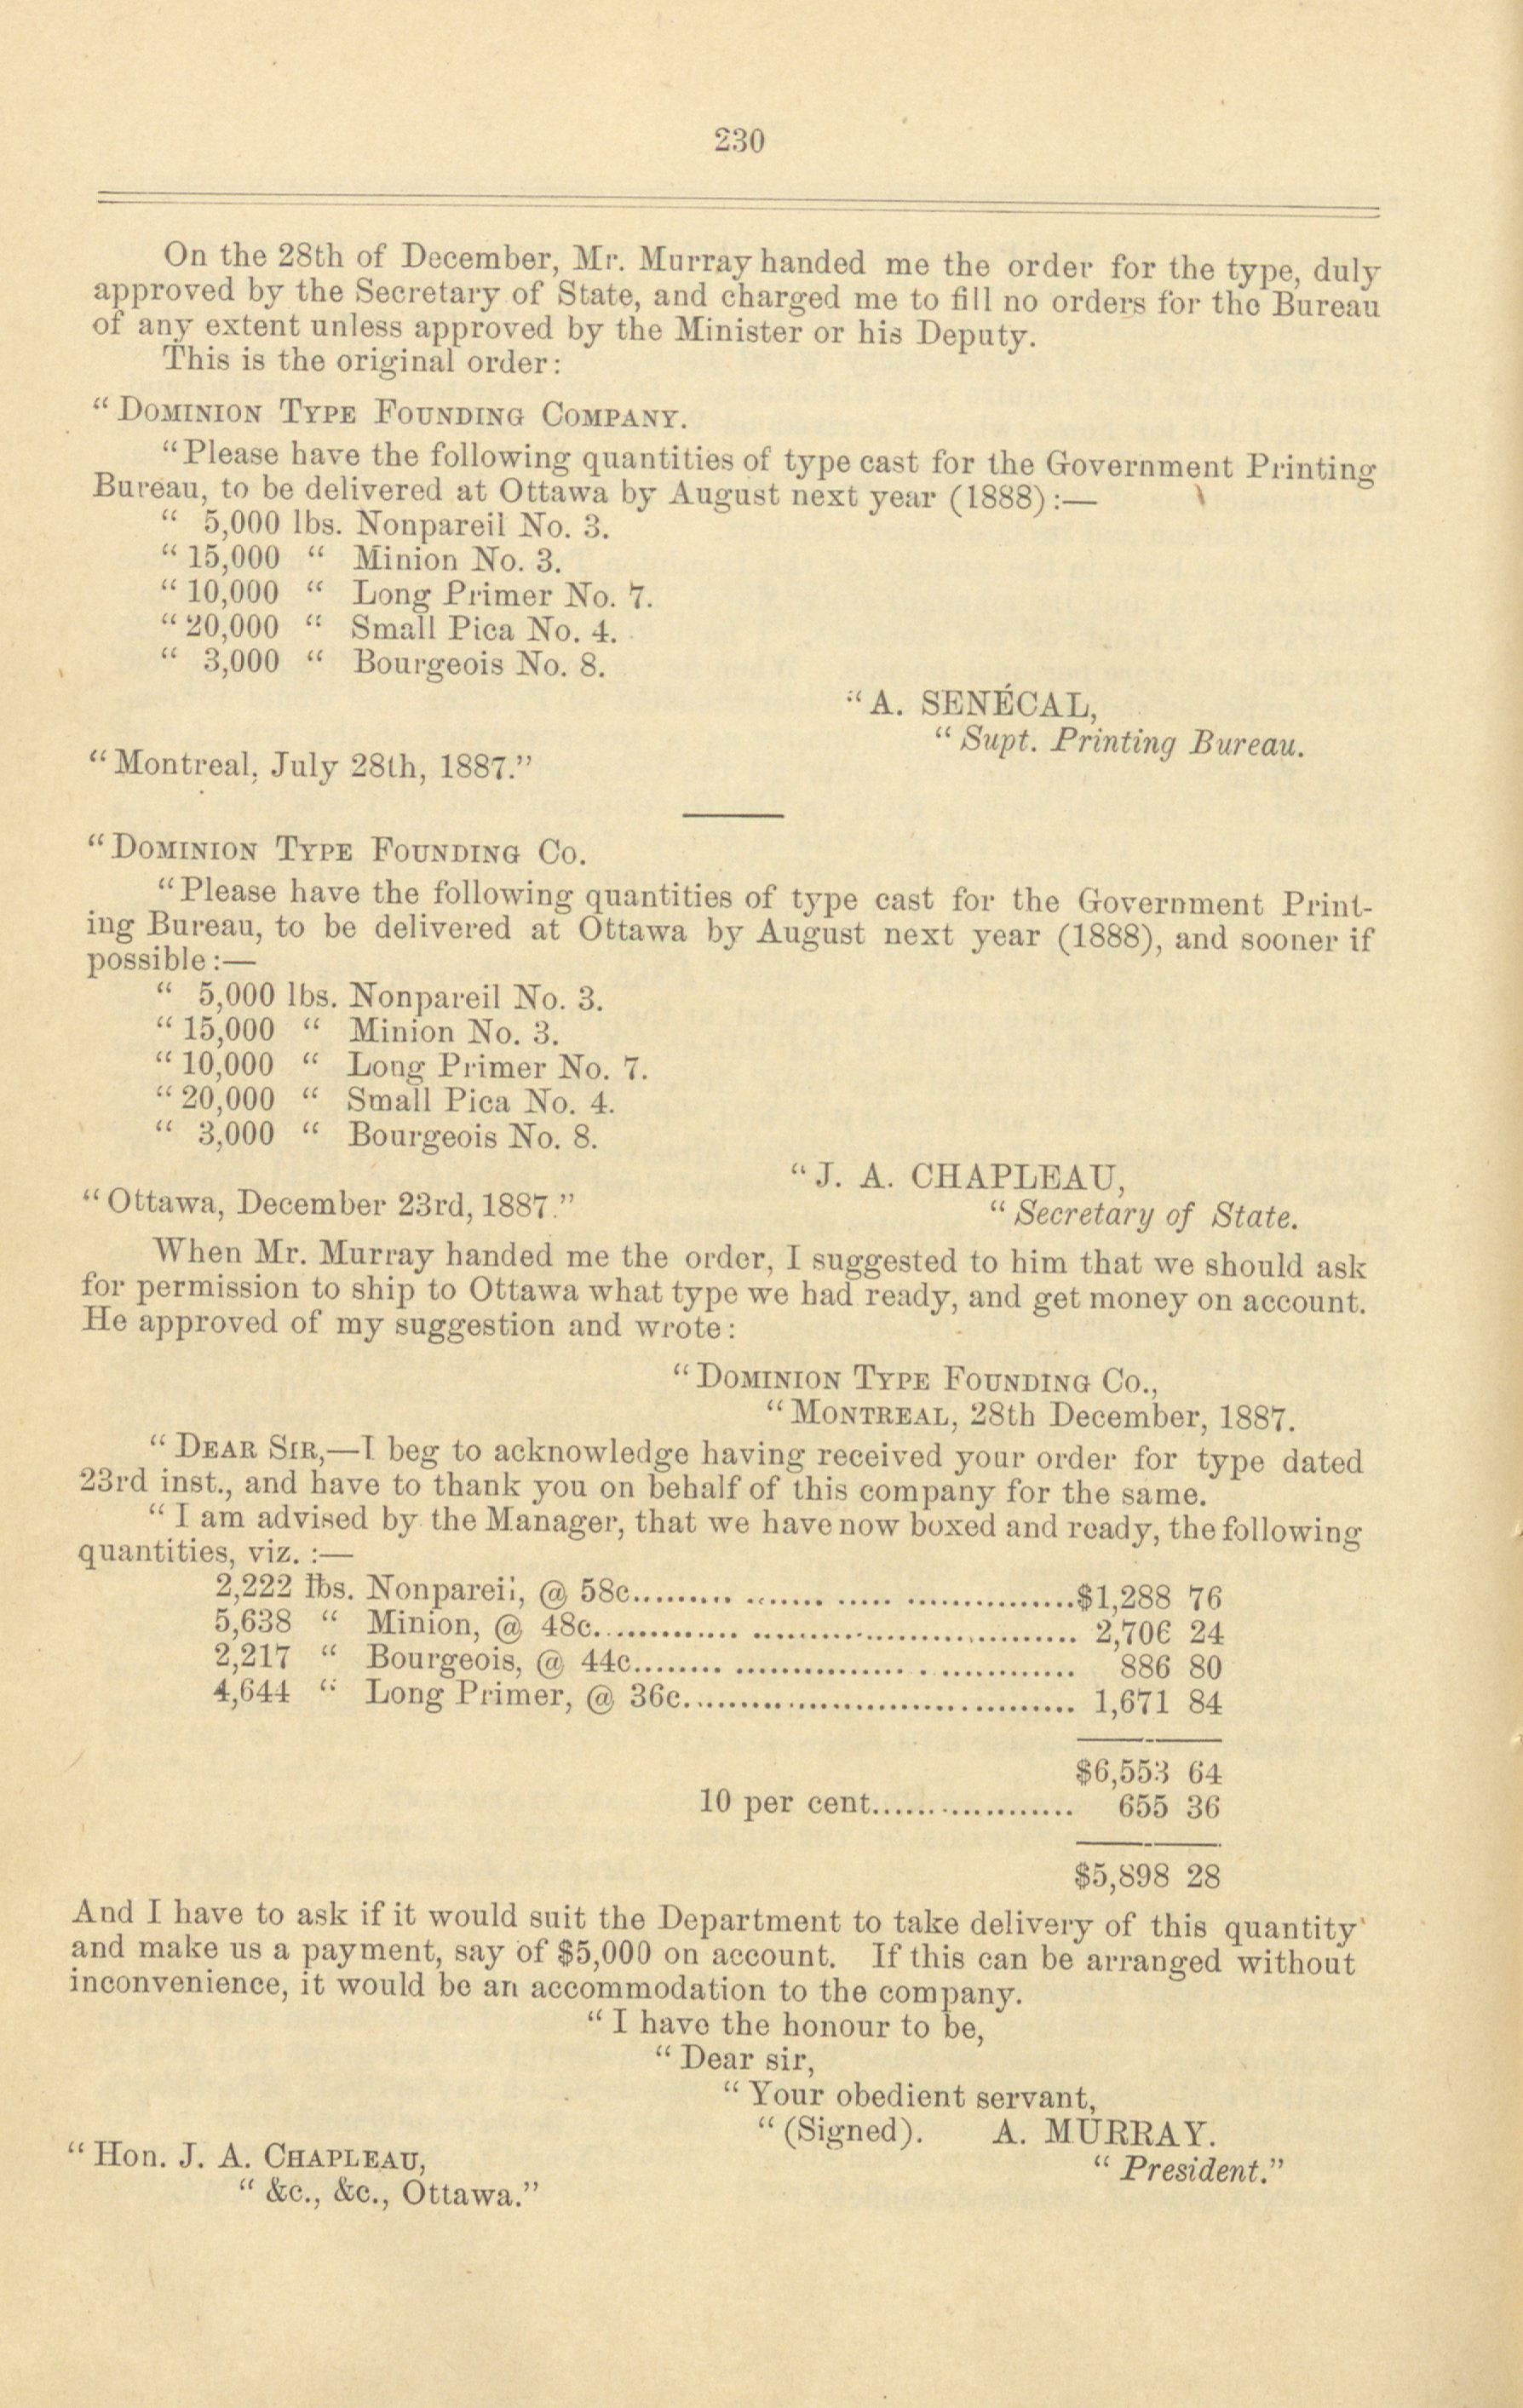 230
On the 28th of December, Mr. Murray handed me the order for the type, duly
approved by the Secretary of State, and charged me to fill no orders for the Bureau
of any extent unless approved by the Minister or his Deputy.
This is the original order:
“DOMINION TYPE FOUNDING COMPANY.
“Please have the following quantities of type cast for the Government Printing
Bureau, to be delivered at Ottawa by August next year (1888):—
“ 5,000 lbs. Nonpareil No. 3.
“ 15,000 “ Minion No. 3.
“ 10,000 “ Long Primer No. 7.
“ 20,000 “ Small Pica No. 4.
“ 3,000 “ Bourgeois No. 8.
“A. SENÉCAL,
“Supt. Printing Bureau.
“Montreal, July 28th, 1887.”
“DOMINION TYPE FOUNDING CO.
“Please have the following quantities of type cast for the Government Print-
ing Bureau, to be delivered at Ottawa by August next year (1888), and sooner if
possible:—
“ 5,000 lbs. Nonpareil No. 3.
“ 15,000 “ Minion No. 3.
“ 10,000 “ Long Primer No. 7.
“ 20,000 “ Small Pica No. 4.
“ 3,000 “ Bourgeois No. 8.
“J. A. CHAPLEAU,
“Secretary of State.
“Ottawa, December 23rd, 1887.”
When Mr. Murray handed me the order, I suggested to him that we should ask
for permission to ship to Ottawa what type we had ready, and get money on account.
He approved of my suggestion and wrote:
“DOMINION TYPE FOUNDING CO.,
“MONTREAL, 28th December, 1887.
“DEAR SIR,—I beg to acknowledge having received your order for type dated
23rd inst., and have to thank you on behalf of this company for the same.
“I am advised by the Manager, that we have now boxed and ready, the following
quantities, viz.:—
2,222 lbs. Nonpareil, @ 58c. $1,288 76
5,638 “ Minion, @ 48c. 2,706 24
2,217 “ Bourgeois, @ 44c. 886 80
4,644 “ Long Primer, @ 36c. 1,671 84
$6,553 64
10 per cent. 655 36
$5,898 28
And I have to ask if it would suit the Department to take delivery of this quantity
and make us a payment, say of $5,000 on account. If this can be arranged without
inconvenience, it would be an accommodation to the company.
“I have the honour to be,
“Dear sir,
“Your obedient servant,
“(Signed). A. MURRAY.
“President.”
“Hon. J. A. CHAPLEAU,
“&c., &c., Ottawa.”